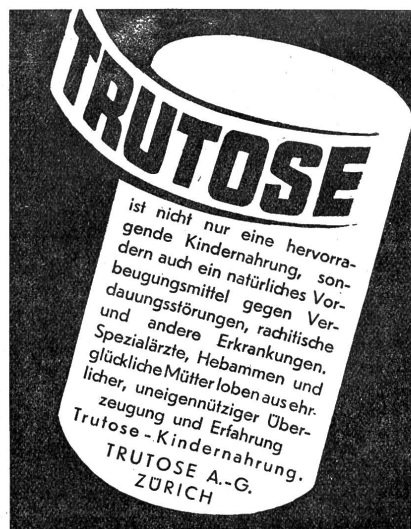 TRUTOSE
ist nicht nur eine hervorra-
gende Kindernahrung, son-
dern auch ein natürliches Vor-
beugungsmittel gegen Ver-
dauungsstörungen, rachitische
und andere Erkrankungen.
Spezialärzte, Hebammen und
glückliche Mütter loben aus ehr-
licher, uneigennütziger Über-
zeugung und Erfahrung
Trutose-Kindernahrung.
TRUTOSE A.-G.
ZÜRICH